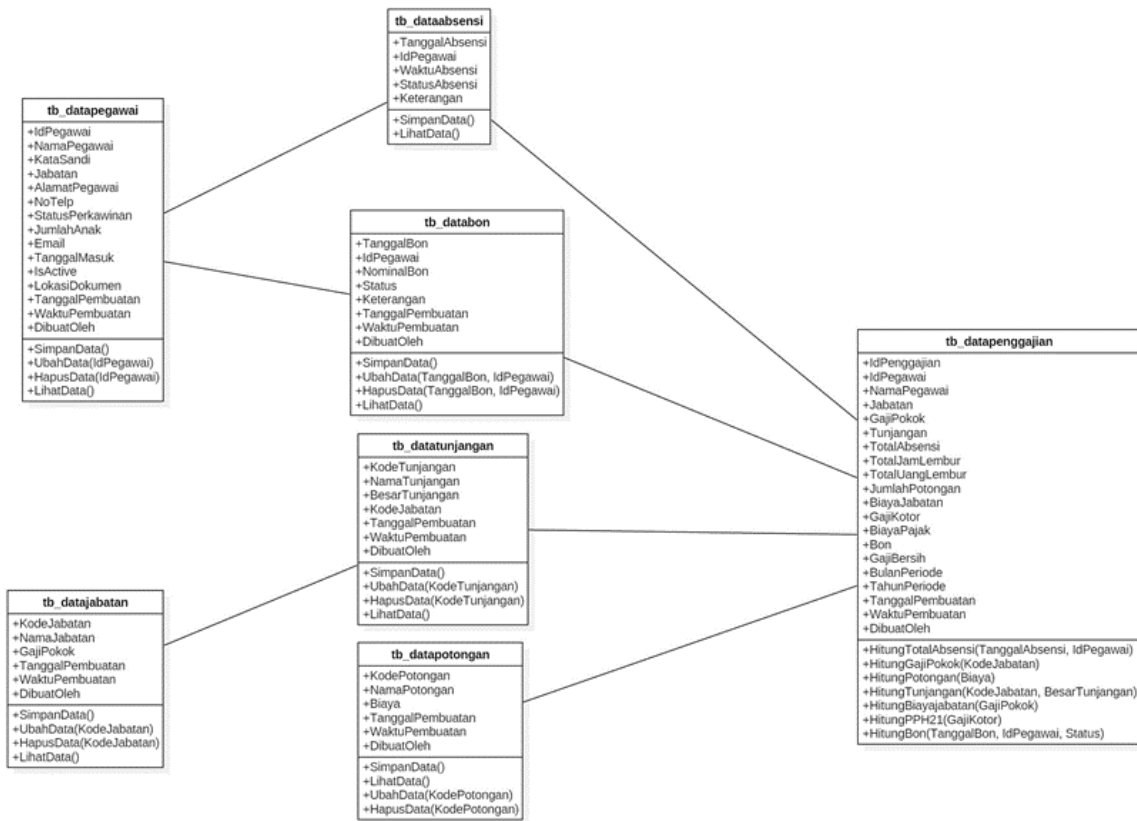 tb_dataabsensi
+TanggalAbsensi
+IdPegawai
+WaktuAbsensi
+StatusAbsensi
+Keterangan
+SimpanData()
+LihatData()
tb_datapegawai
+IdPegawai
+NamaPegawai
+KataSandi
+Jabatan
+AlamatPegawai
+NoTelp
+StatusPerkawinan
+JumlahAnak
+Email
+TanggalMasuk
+IsActive
+LokasiDokumen
+TanggalPembuatan
+WaktuPembuatan
+DibuatOleh
+SimpanData()
+UbahData(IdPegawai)
+HapusData(IdPegawai)
+LihatData()
tb_databon
+TanggalBon
+IdPegawai
+NominalBon
+Status
+Keterangan
+TanggalPembuatan
+WaktuPembuatan
+DibuatOleh
+SimpanData()
+UbahData(TanggalBon, IdPegawai)
+HapusData(TanggalBon, IdPegawai)
+LihatData()
tb_datapenggajian
+IdPenggajian
+IdPegawai
+NamaPegawai
+Jabatan
+GajiPokok
+Tunjangan
+TotalAbsensi
+TotalJamLembur
+TotalUangLembur
+JumlahPotongan
+BiayaJabatan
+GajiKotor
+BiayaPajak
+Bon
+GajiBersih
+BulanPeriode
+TahunPeriode
+TanggalPembuatan
+WaktuPembuatan
+DibuatOleh
+HitungTotalAbsensi(TanggalAbsensi, IdPegawai)
+HitungGajiPokok(KodeJabatan)
+HitungPotongan(Biaya)
+HitungTunjangan(KodeJabatan, BesarTunjangan)
+HitungBiayajabatan(GajiPokok)
+HitungPPH21(GajiKotor)
+HitungBon(TanggalBon, IdPegawai, Status)
tb_datatunjangan
+KodeTunjangan
+NamaTunjangan
+BesarTunjangan
+KodeJabatan
+TanggalPembuatan
+WaktuPembuatan
+DibuatOleh
+SimpanData()
+UbahData(KodeTunjangan)
+HapusData(KodeTunjangan)
+LihatData()
tb_datajabatan
+KodeJabatan
+NamaJabatan
+GajiPokok
+TanggalPembuatan
+WaktuPembuatan
+DibuatOleh
+SimpanData()
+UbahData(KodeJabatan)
+HapusData(KodeJabatan)
+LihatData()
tb_datapotongan
+KodePotongan
+NamaPotongan
+Biaya
+TanggalPembuatan
+WaktuPembuatan
+DibuatOleh
+SimpanData()
+LihatData()
+UbahData(KodePotongan)
+HapusData(KodePotongan)